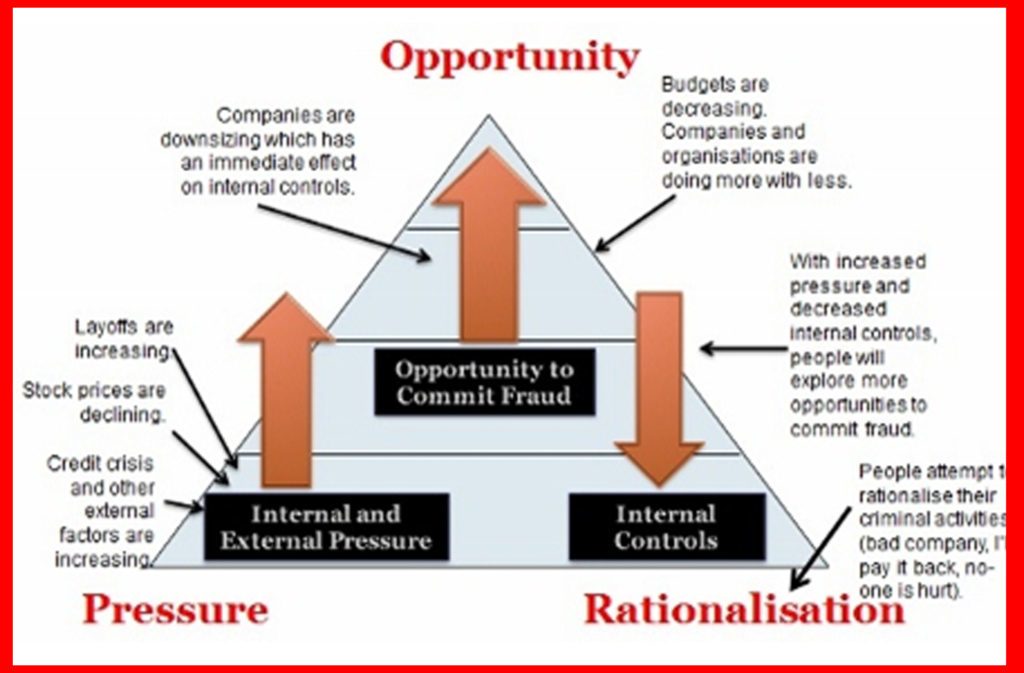 Opportunity
Companies are
downsizing which has
an immediate effect
on internal controls.
Budgets are
decreasing.
Companies and
organisations are
doing more with less.
With increased
pressure and
decreased
internal controls,
people will
explore more
opportunities to
commit fraud.
Layoffs are
increasing.
Stock prices are
declining.
Credit crisis
and other
external
factors are
increasing.
Opportunity to
Commit Fraud
Internal and
External Pressure
Internal
Controls
People attempt t
rationalise their
criminal activities
(bad company, I'
pay it back, no-
one is hurt).
Pressure
Rationalisation